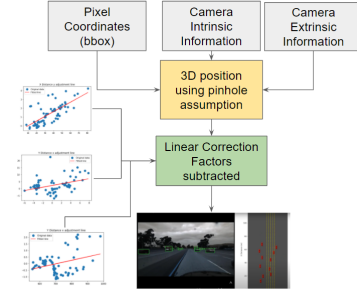 Pixel
Coordinates
(bbox)
Camera
Intrinsic
Information
Camera
Extrinsic
Information
3D position
using pinhole
assumption
Linear Correction
Factors
subtracted